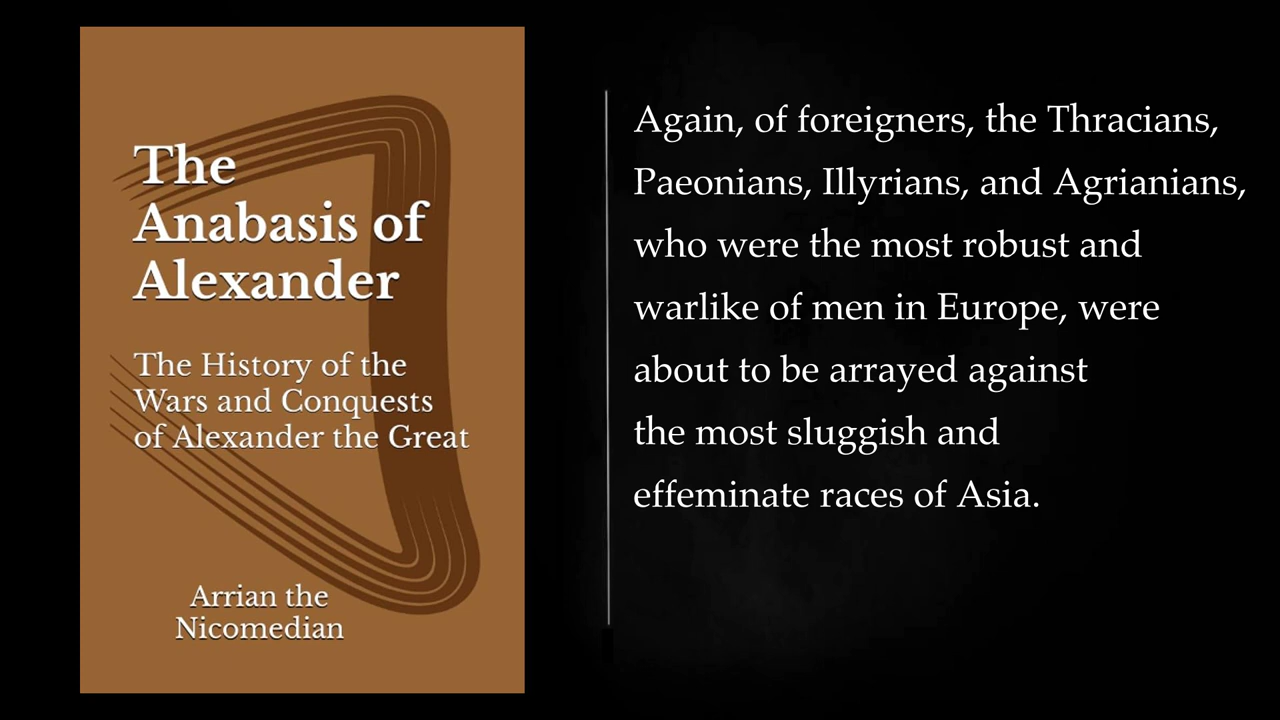 The
Anabasis of
Alexander
The History of the
Wars and Conquests
of Alexander the Great
Arrian the
Nicomedian
Again, of foreigners, the Thracians,
Paeonians, Illyrians, and Agrianians,
who were the most robust and
warlike of men in Europe, were
about to be arrayed against
the most sluggish and
effeminate races of Asia.